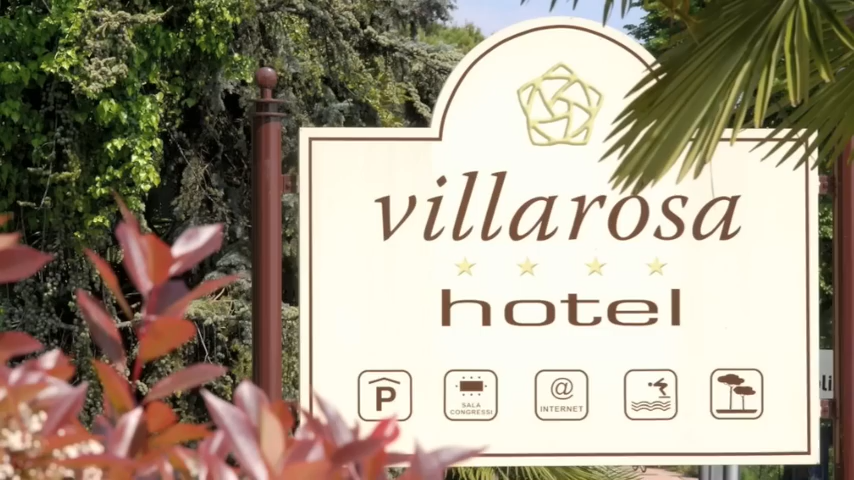 villarosa
hotel
P
SALA
CONGRESSI
@
INTERNET